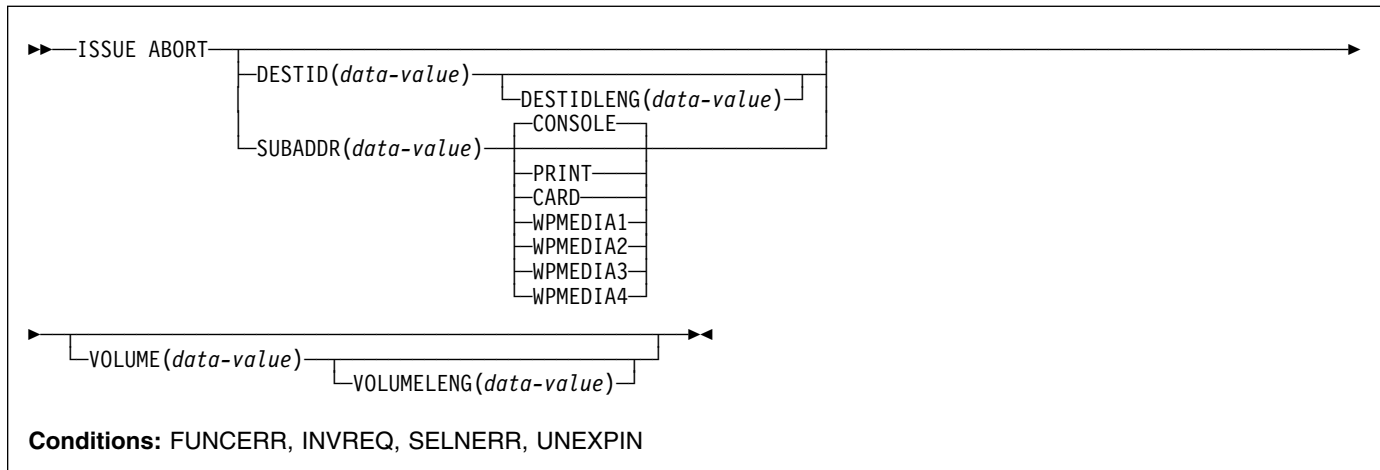 ISSUE ABORT
DESTID(data-value)
DESTIDLENG(data-value)
CONSOLE
SUBADDR(data-value)
PRINT
CARD
WPMEDIA1
WPMEDIA2
WPMEDIA3
WPMEDIA4
VOLUME(data-value)
VOLUMELENG(data-value)
Conditions: FUNCERR, INVREQ, SELNERR, UNEXPIN